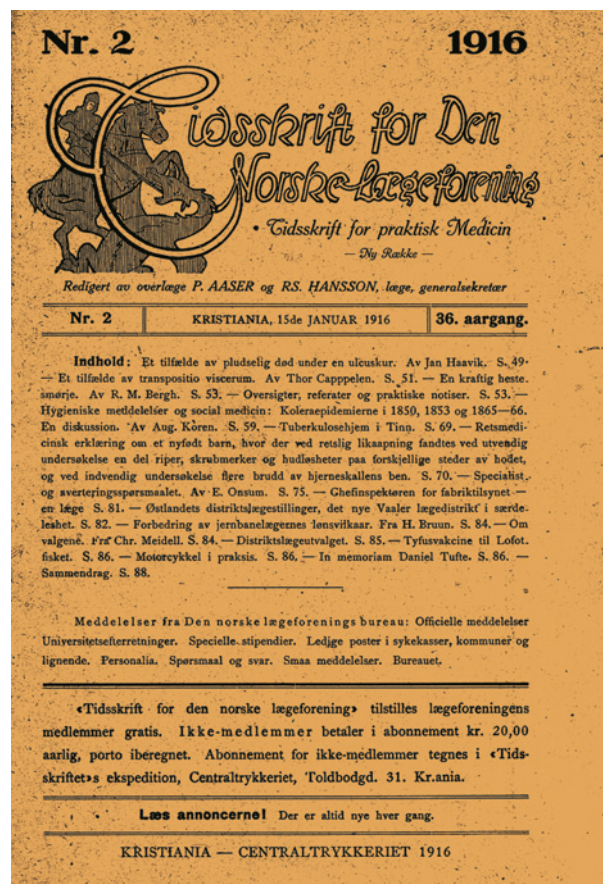 Nr. 2 1916
Tidsskrift for Den
Norske Lægeforening
• Tidsskrift for praktisk Medicin
— Ny Række —
Redigert av overlæge P. AASER og RS. HANSSON, læge, generalsekretær
Nr. 2 KRISTIANIA, 15de JANUAR 1916 36. aargang.
Indhold: Et tilfælde av pludselig død under en ulcuskur. Av Jan Haavik. S. 49·
— Et tilfælde av transpositio viscerum. Av Thor Capppelen. S. 51. — En kraftig heste.
smørje. Av R. M. Bergh. S. 53. — Oversigter, referater og praktiske notiser. S. 53. —
Hygieniske meddelelser og social medicin: Koleraepidemierne i 1850, 1853 og 1865—66.
En diskussion. Av Aug. Koren. S. 59. — Tuberkulosehjem i Tinn. S. 69. — Retsmedi-
cinsk erklæring om et nyfødt barn, hvor der ved retslig likaapning fandtes ved utvendig
undersøkelse en del riper, skrubmerker og hudløsheter paa forskjellige steder av hodet,
og ved indvendig undersøkelse flere brudd av hjerneskallens ben. S. 70. — Specialist.
og averteringsspørsmaalet. Av E. Onsum. S. 75. — Ghefinspektøren for fabriktilsynet —
en læge S. 81. — Østlandets distriktslægestillinger, det nye Vaaler lægedistrikt i særde-
leshet. S. 82. — Forbedring av jernbanelægernes lønsvilkaar. Fra H. Bruun. S. 84. — Om
valgene. Fra Chr. Meidell. S. 84. — Distriktslægeutvalget. S. 85. — Tyfusvakcine til Lofot.
fisket. S. 86. — Motorcykkel i praksis. S. 86. — In memoriam Daniel Tufte. S. 86. —
Sammendrag. S. 88.
Meddelelser fra Den norske lægeforenings bureau: Officielle meddelelser
Universitetsefterretninger. Specielle stipendier. Ledige poster i sykekasser, kommuner og
lignende. Personalia. Spørsmaal og svar. Smaa meddelelser. Bureauet.
«Tidsskrift for den norske lægeforening» tilstilles lægeforeningens
medlemmer gratis. Ikke-medlemmer betaler i abonnement kr. 20,00
aarlig, porto iberegnet. Abonnement for ikke-medlemmer tegnes i «Tids-
skriftet»s ekspedition, Centraltrykkeriet, Toldbodgd. 31. Kr.ania.
Læs annoncerne! Der er altid nye hver gang.
KRISTIANIA — CENTRALTRYKKERIET 1916